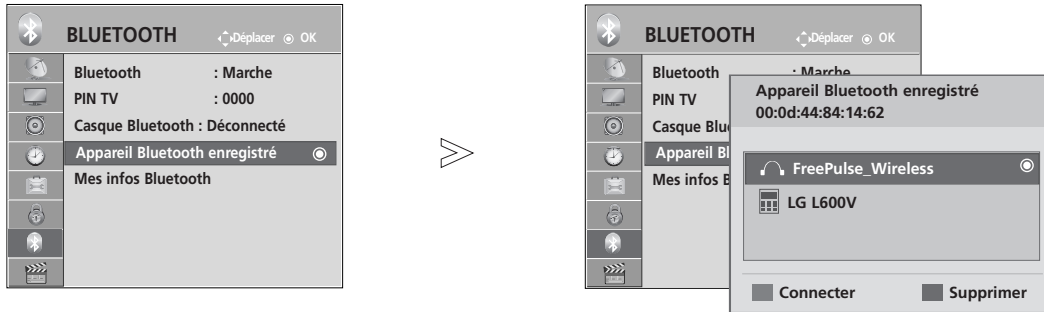 BLUETOOTH Déplacer OK
Bluetooth : Marche
PIN TV : 0000
Casque Bluetooth : Déconnecté
Appareil Bluetooth enregistré
Mes infos Bluetooth
BLUETOOTH Déplacer OK
Bluetooth : Marche
PIN TV
Casque Blu
Appareil Bl
Mes infos B
Appareil Bluetooth enregistré
00:0d:44:84:14:62
FreePulse_Wireless
LG L600V
Connecter Supprimer